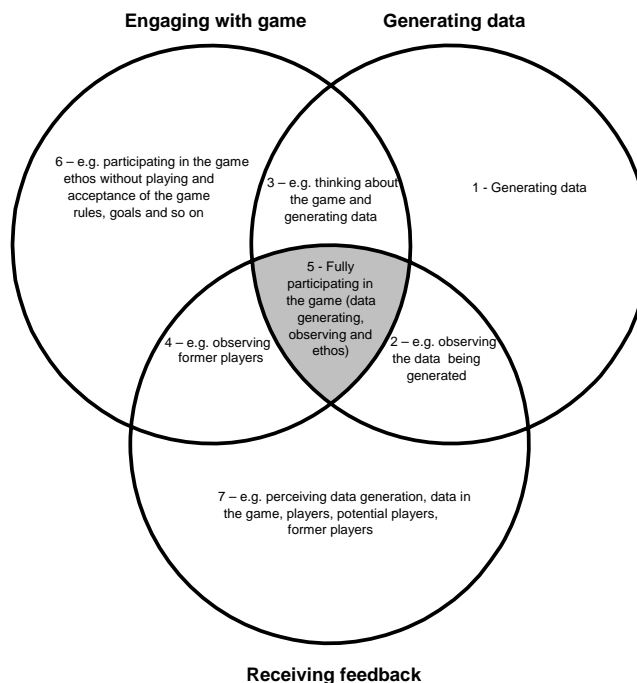 Engaging with game
Generating data
6 – e.g. participating in the game
ethos without playing and
acceptance of the game
rules, goals and so on
3 – e.g. thinking about
the game and
generating data
1 - Generating data
5 - Fully
participating in
the game (data
generating,
observing and
ethos)
4 – e.g. observing
former players
2 – e.g. observing
the data being
generated
7 – e.g. perceiving data generation, data in
the game, players, potential players,
former players
Receiving feedback